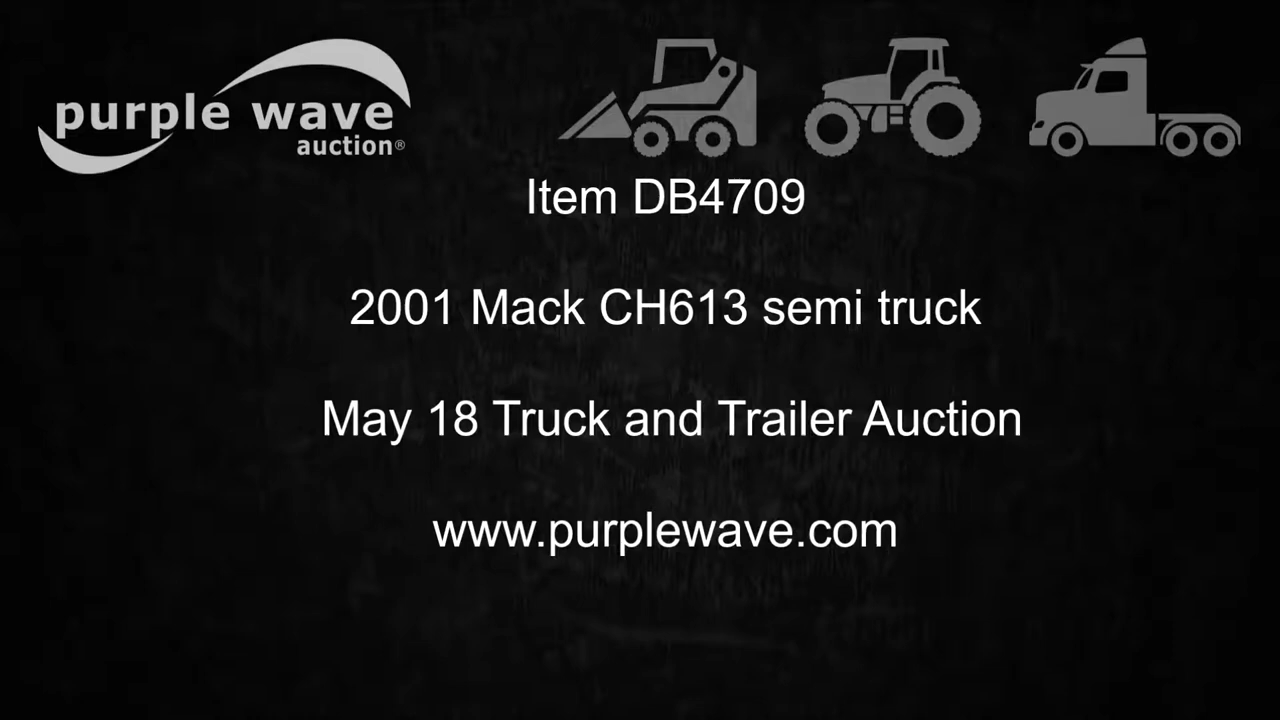 purple wave
auction®
Item DB4709
2001 Mack CH613 semi truck
May 18 Truck and Trailer Auction
www.purplewave.com